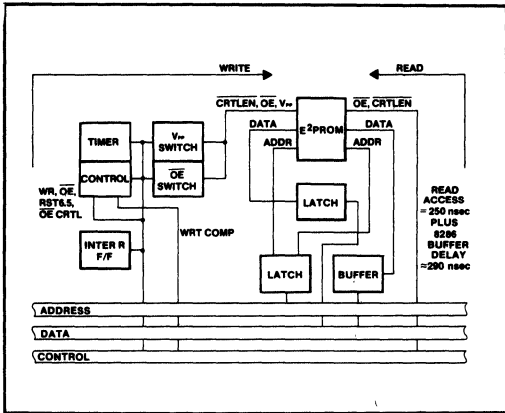 WRITE
READ
CRTLEN, OE, VPP
OE, CRTLEN
TIMER
VPP
SWITCH
DATA
E²PROM
DATA
ADDR
ADDR
CONTROL
OE
SWITCH
WR, OE,
RST6.5,
OE CRTL
LATCH
READ
ACCESS
= 250 nsec
PLUS
8286
BUFFER
DELAY
≈290 nsec
WRT COMP
INTER R
F/F
LATCH
BUFFER
ADDRESS
DATA
CONTROL